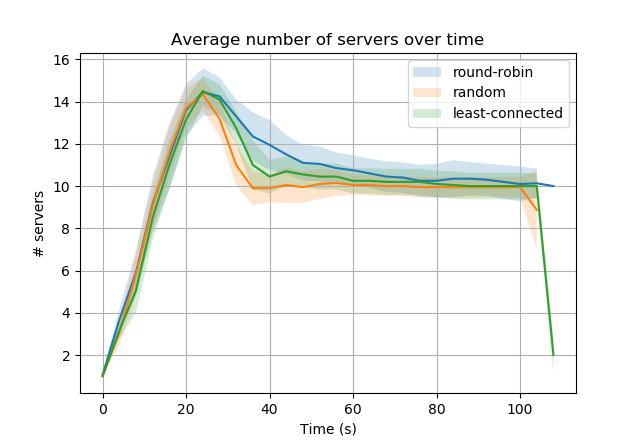 Average number of servers over time
16
14
12
10
8
6
4
2
# servers
round-robin
random
least-connected
0
20
40
60
80
100
Time (s)